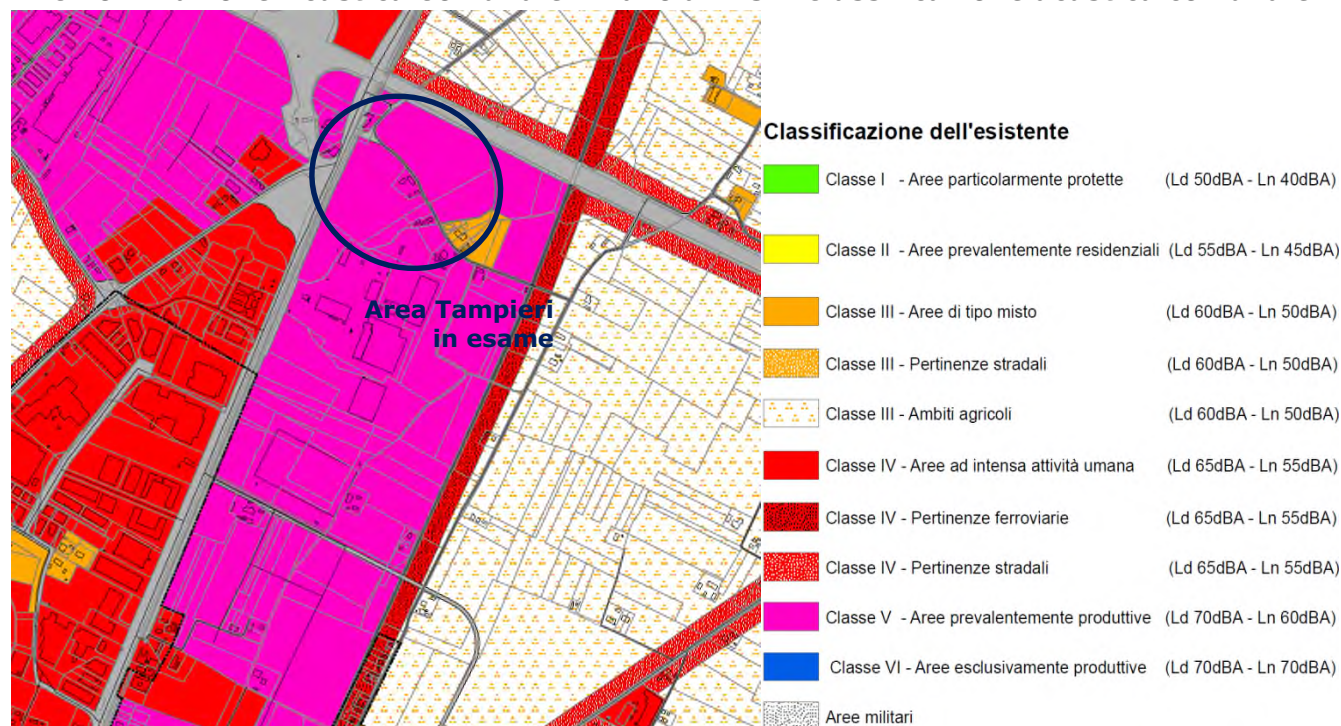 Area Tampieri
in esame
Classificazione dell'esistente
Classe I - Aree particolarmente protette (Ld 50dBA - Ln 40dBA)
Classe II - Aree prevalentemente residenziali (Ld 55dBA - Ln 45dBA)
Classe III - Aree di tipo misto (Ld 60dBA - Ln 50dBA)
Classe III - Pertinenze stradali (Ld 60dBA - Ln 50dBA)
Classe III - Ambiti agricoli (Ld 60dBA - Ln 50dBA)
Classe IV - Aree ad intensa attività umana (Ld 65dBA - Ln 55dBA)
Classe IV - Pertinenze ferroviarie (Ld 65dBA - Ln 55dBA)
Classe IV - Pertinenze stradali (Ld 65dBA - Ln 55dBA)
Classe V - Aree prevalentemente produttive (Ld 70dBA - Ln 60dBA)
Classe VI - Aree esclusivamente produttive (Ld 70dBA - Ln 70dBA)
Aree militari